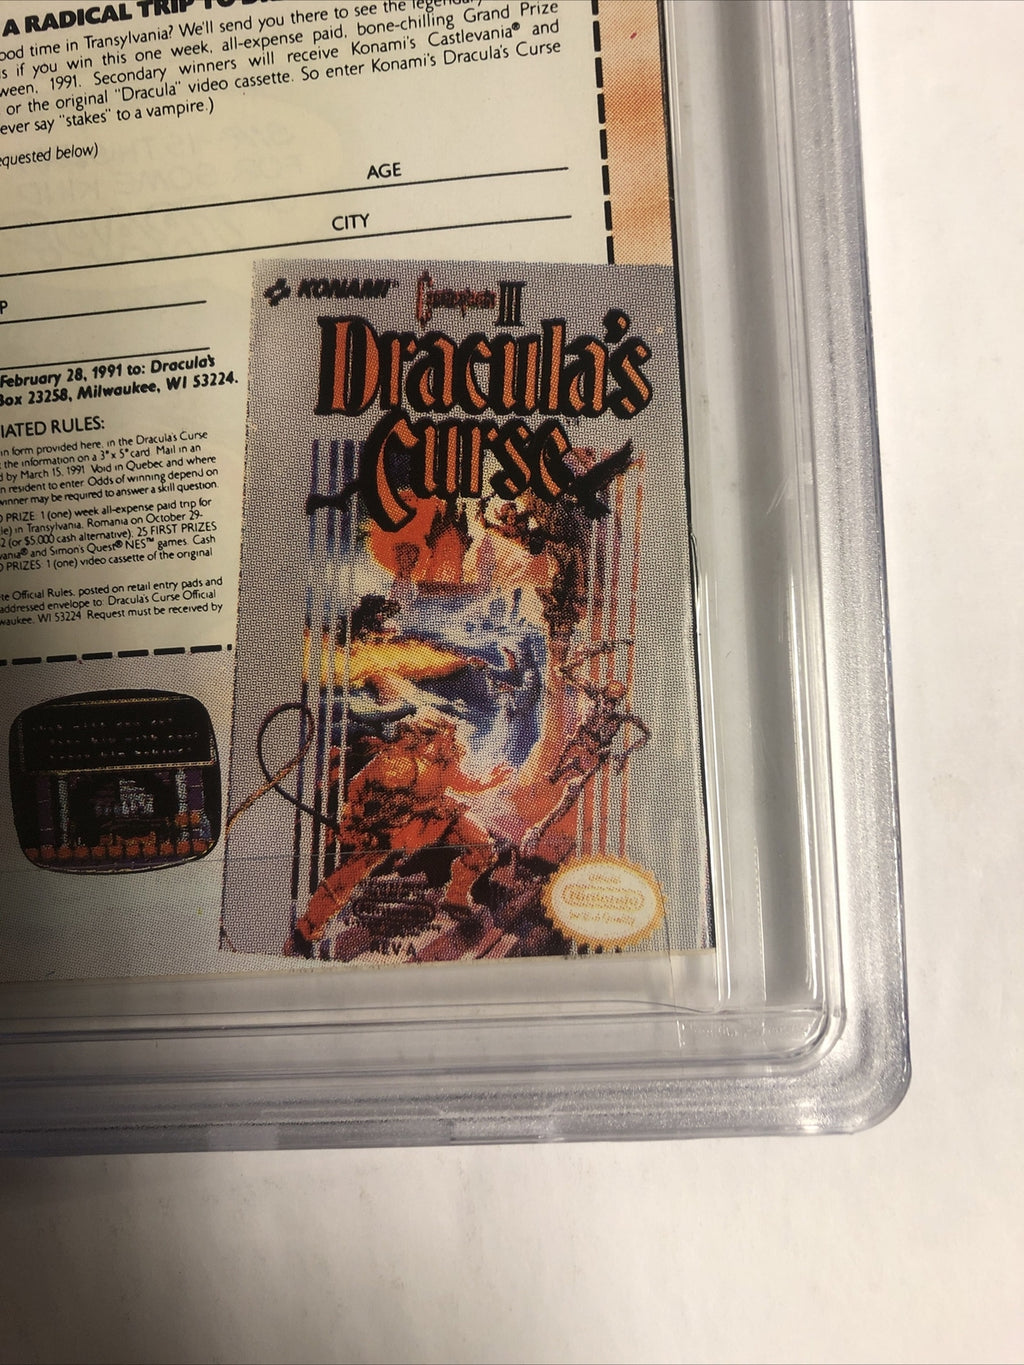 A RADICAL TRIP TO
ood time in Transylvania? We'll send you there to see the legendary
s if you win this one week, all-expense paid, bone-chilling Grand Prize
ween, 1991. Secondary winners will receive Konami's Castlevania® and
or the original "Dracula" video cassette. So enter Konami's Dracula's Curse
ever say "stakes" to a vampire.)
equested below)
AGE
CITY
P
February 28, 1991 to: Dracula's
Box 23258, Milwaukee, WI 53224.
IATED RULES:
in form provided here, in the Dracula's Curse
the information on a 3" x 5" card. Mail in an
d by March 15, 1991. Void in Quebec and where
n resident to enter. Odds of winning depend on
winner may be required to answer a skill question.
D PRIZE: 1 (one) week all-expense paid trip for
le) in Transylvania, Romania on October 29-
2 (or $5,000 cash alternative). 25 FIRST PRIZES
vania® and Simon's Quest® NES™ games. Cash
D PRIZES: 1 (one) video cassette of the original
te Official Rules, posted on retail entry pads and
addressed envelope to: Dracula's Curse Official
waukee, WI 53224. Request must be received by
KONAMI™
Castlevania III
Dracula's
Curse
Nintendo
REV A